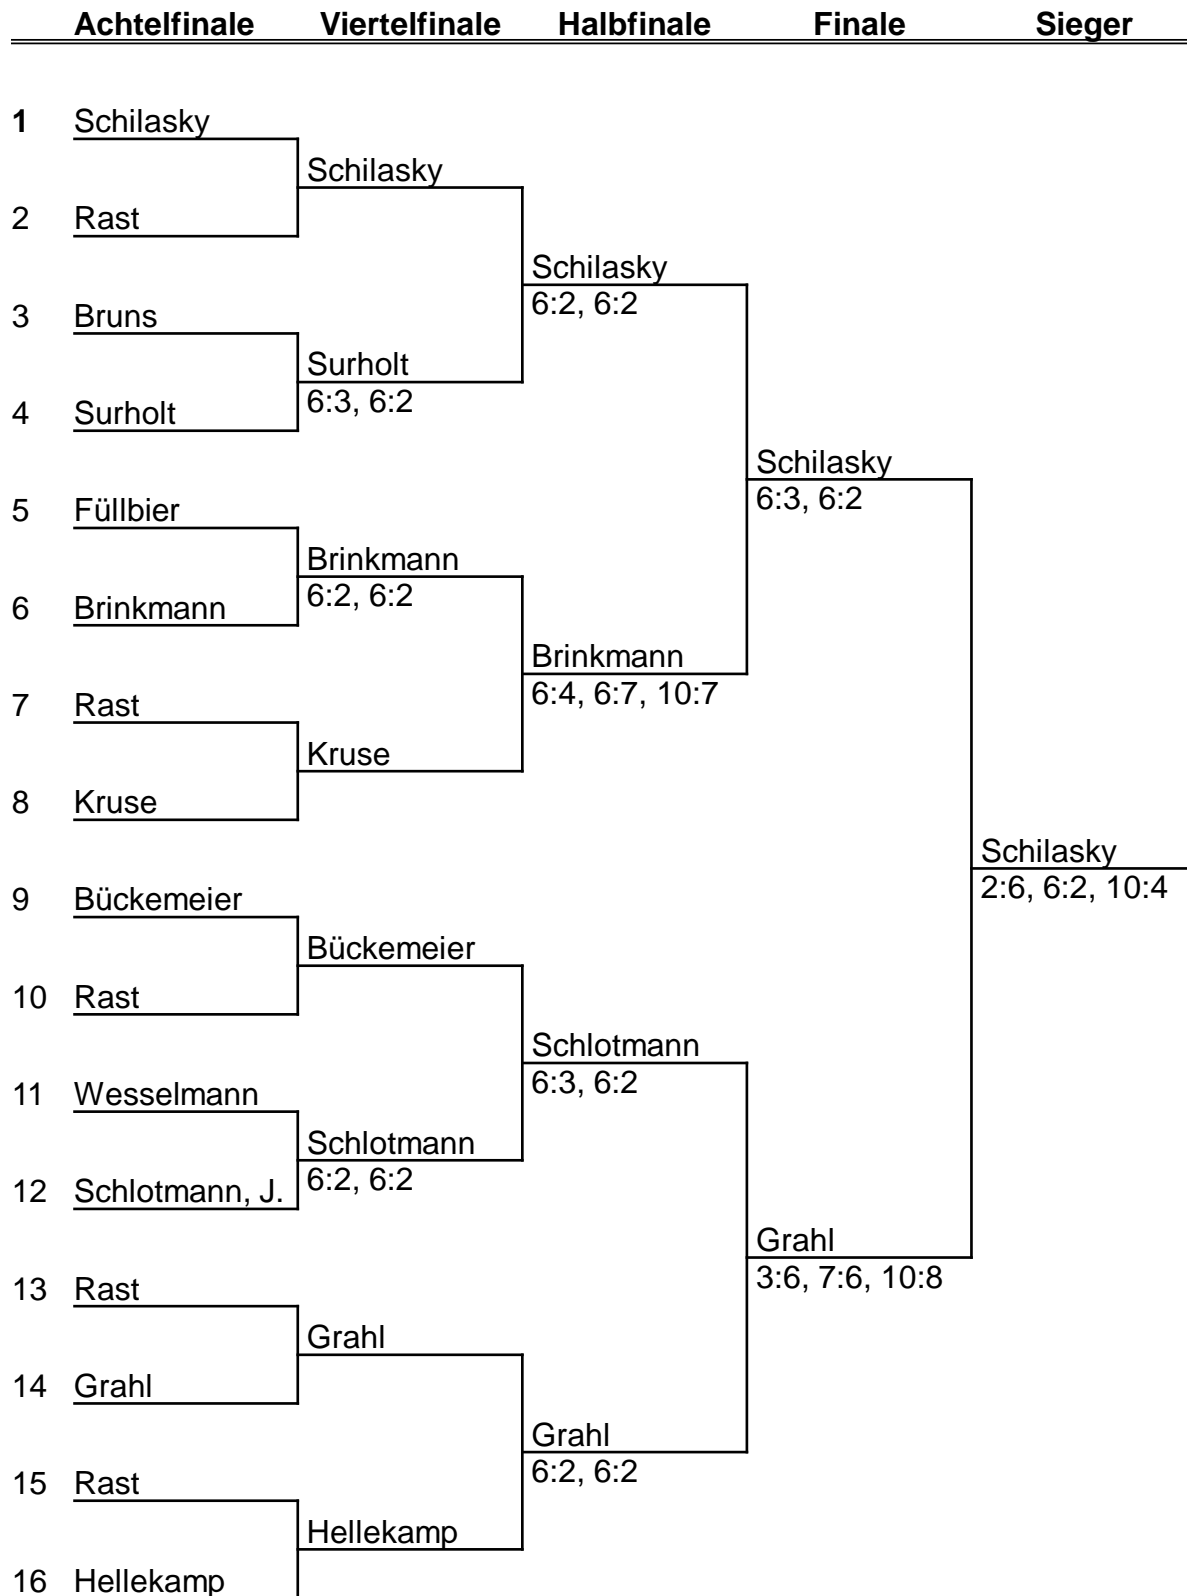 Achtelfinale Viertelfinale Halbfinale Finale Sieger
1 Schilasky
Schilasky
2 Rast
Schilasky
6:2, 6:2
3 Bruns
Surholt
6:3, 6:2
4 Surholt
Schilasky
6:3, 6:2
5 Füllbier
Brinkmann
6:2, 6:2
6 Brinkmann
Brinkmann
6:4, 6:7, 10:7
7 Rast
Kruse
8 Kruse
Schilasky
2:6, 6:2, 10:4
9 Bückemeier
Bückemeier
10 Rast
Schlotmann
6:3, 6:2
11 Wesselmann
Schlotmann
6:2, 6:2
12 Schlotmann, J.
Grahl
3:6, 7:6, 10:8
13 Rast
Grahl
14 Grahl
Grahl
6:2, 6:2
15 Rast
Hellekamp
16 Hellekamp